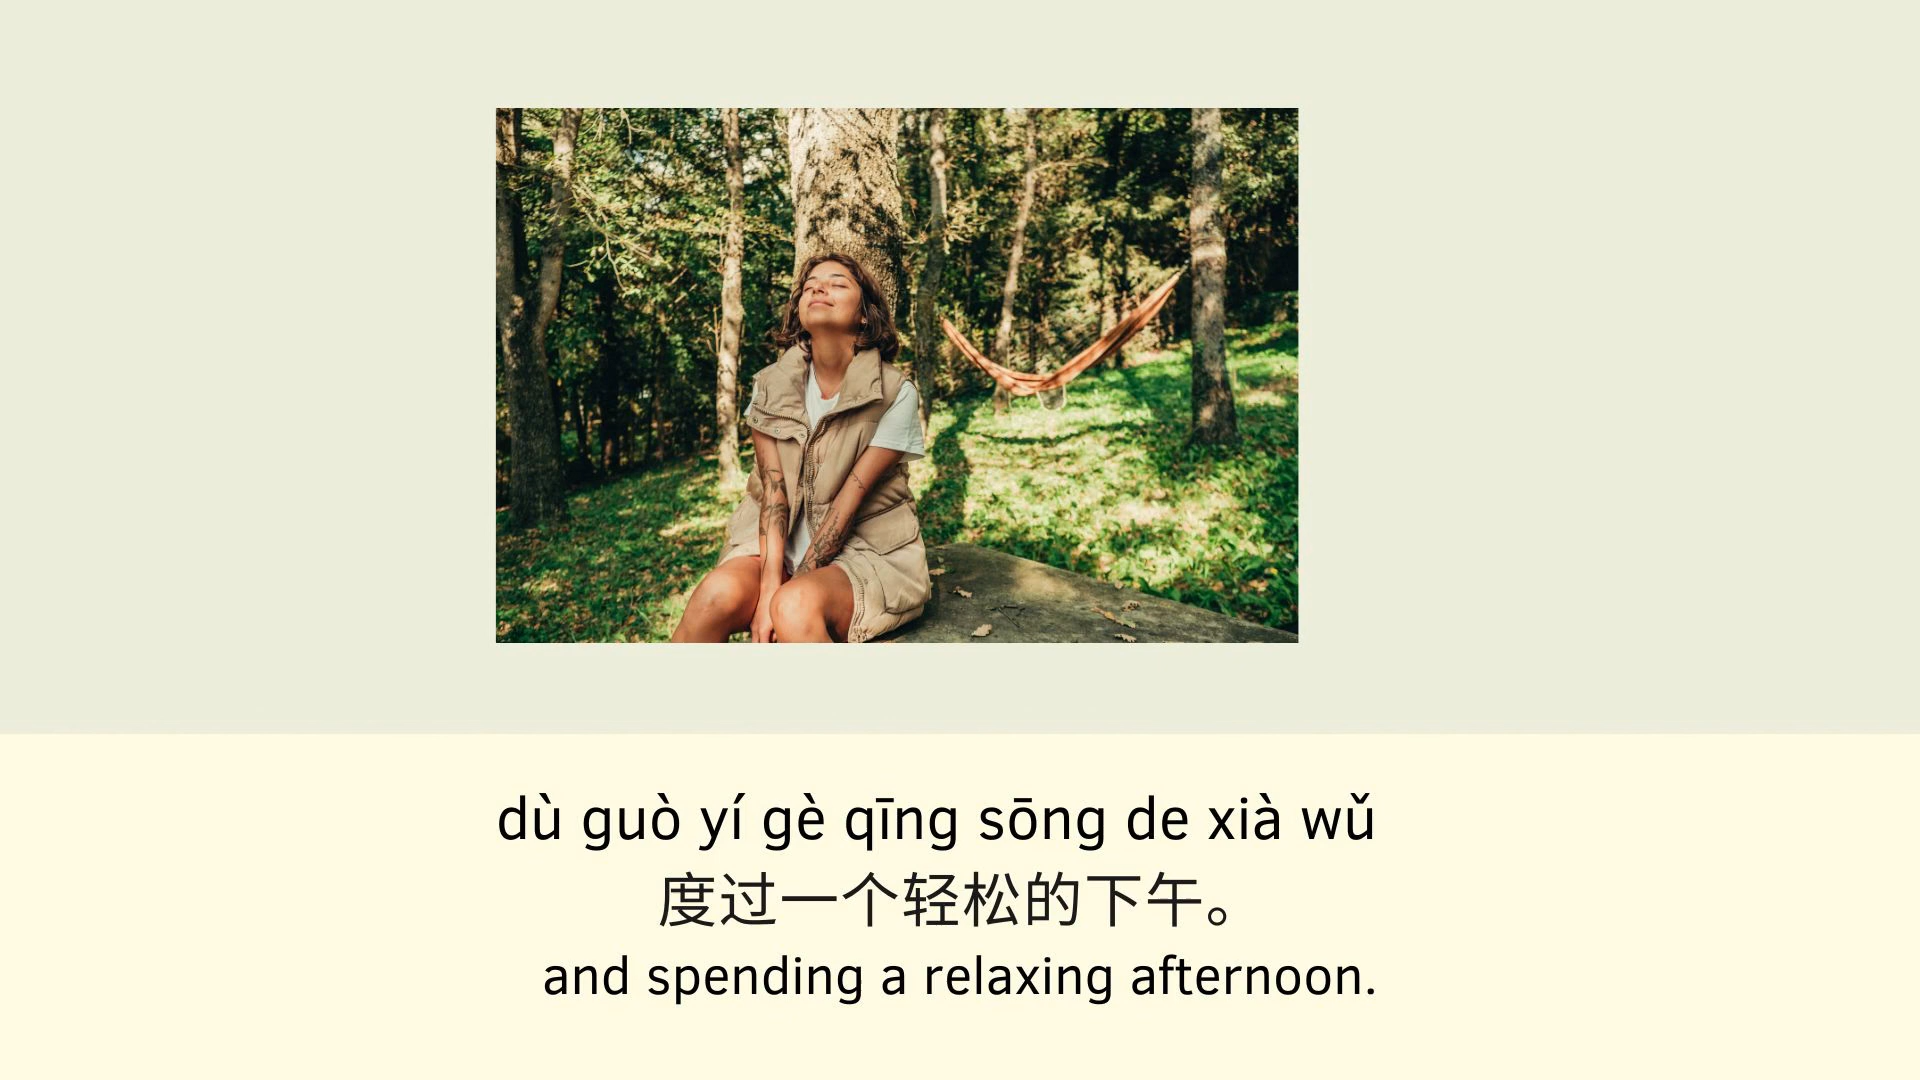 dù guò yí gè qīng sōng de xià wǔ
度过一个轻松的下午。
and spending a relaxing afternoon.